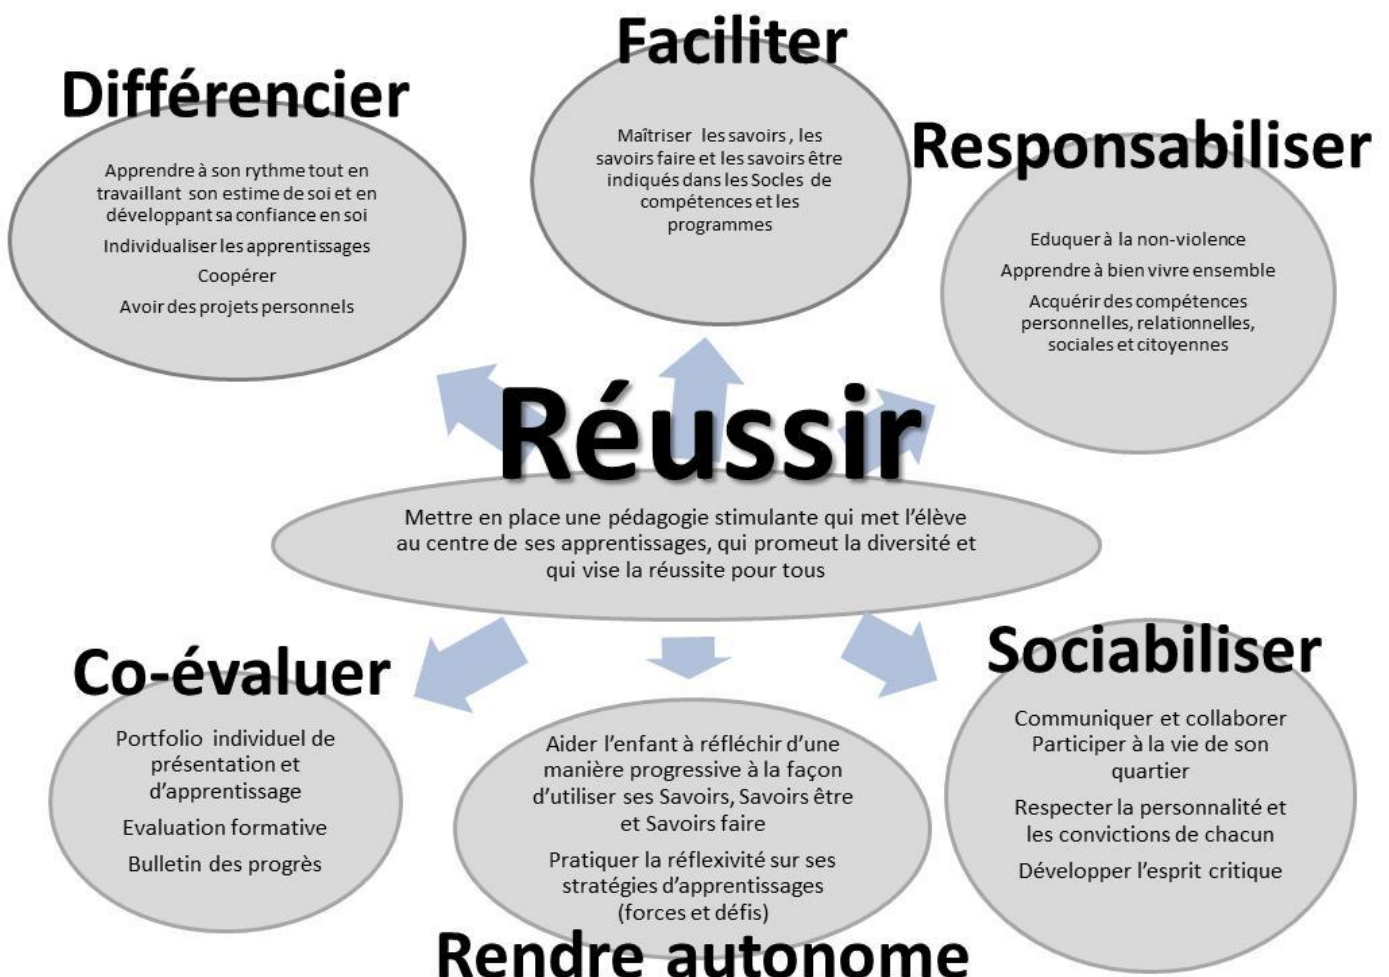 Différencier
Apprendre à son rythme tout en
travaillant son estime de soi et en
développant sa confiance en soi
Individualiser les apprentissages
Coopérer
Avoir des projets personnels
Faciliter
Maîtriser les savoirs , les
savoirs faire et les savoirs être
indiqués dans les Socles de
compétences et les
programmes
Responsabiliser
Eduquer à la non-violence
Apprendre à bien vivre ensemble
Acquérir des compétences
personnelles, relationnelles,
sociales et citoyennes
Réussir
Mettre en place une pédagogie stimulante qui met l'élève
au centre de ses apprentissages, qui promeut la diversité et
qui vise la réussite pour tous
Co-évaluer
Portfolio individuel de
présentation et
d'apprentissage
Evaluation formative
Bulletin des progrès
Aider l'enfant à réfléchir d'une
manière progressive à la façon
d'utiliser ses Savoirs, Savoirs être
et Savoirs faire
Pratiquer la réflexivité sur ses
stratégies d'apprentissages
(forces et défis)
Rendre autonome
Sociabiliser
Communiquer et collaborer
Participer à la vie de son
quartier
Respecter la personnalité et
les convictions de chacun
Développer l'esprit critique